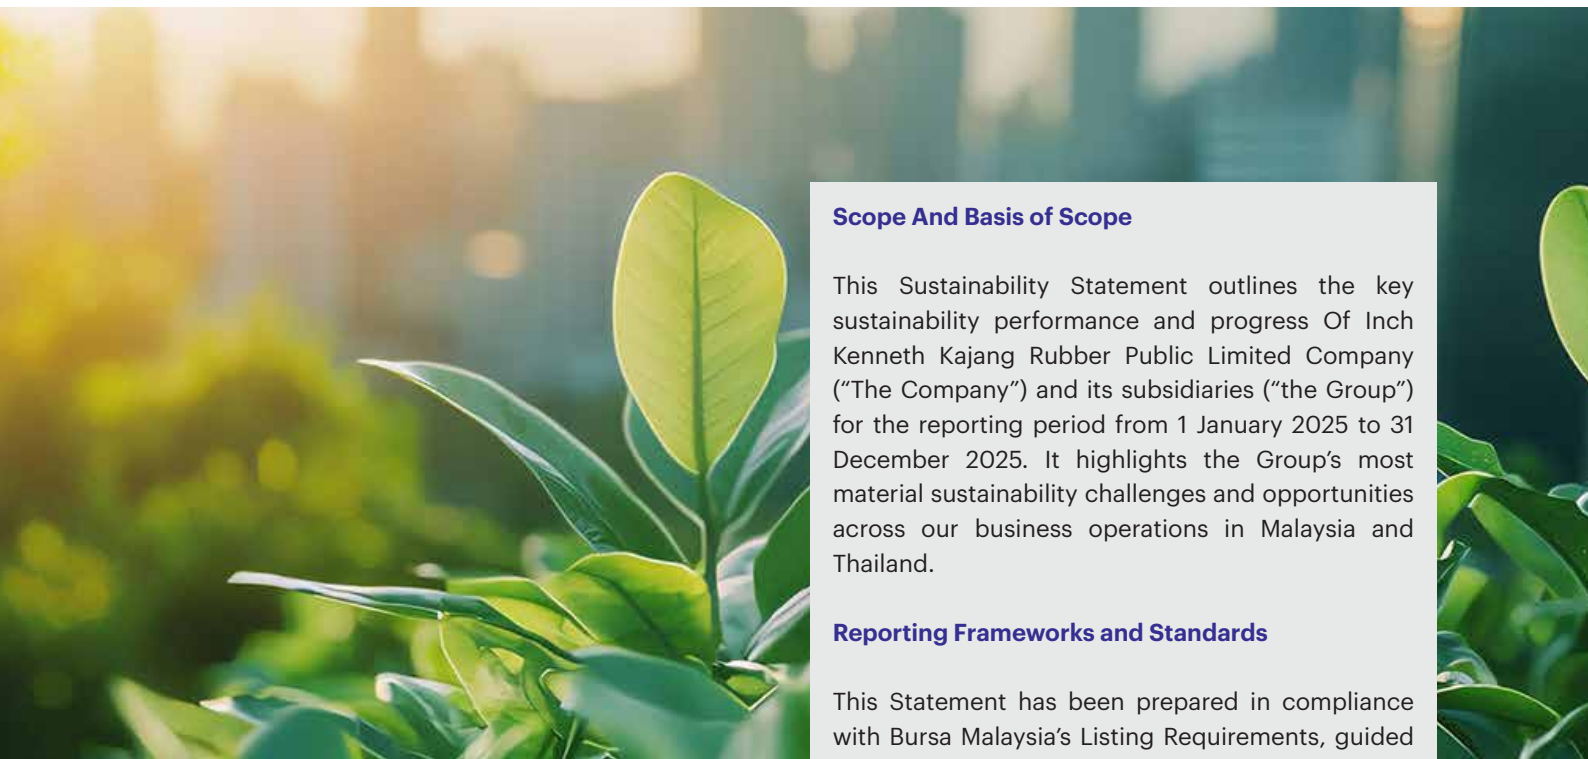 Scope And Basis of Scope
This Sustainability Statement outlines the key
sustainability performance and progress Of Inch
Kenneth Kajang Rubber Public Limited Company
(“The Company”) and its subsidiaries (“the Group”)
for the reporting period from 1 January 2025 to 31
December 2025. It highlights the Group’s most
material sustainability challenges and opportunities
across our business operations in Malaysia and
Thailand.
Reporting Frameworks and Standards
This Statement has been prepared in compliance
with Bursa Malaysia’s Listing Requirements, guided